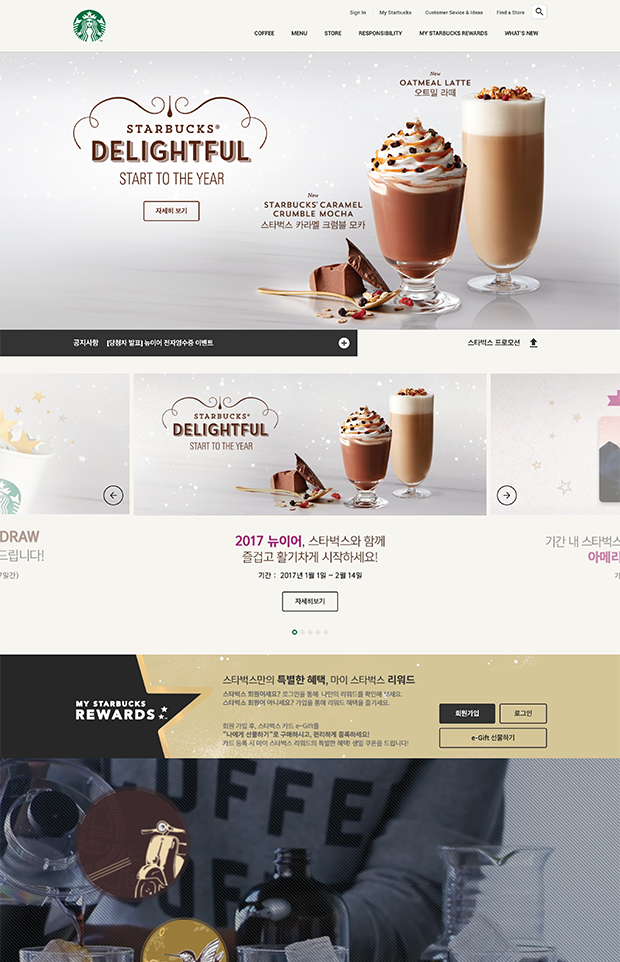 Sign In My Starbucks Customer Sevice & Ideas Find a Store
COFFEE MENU STORE RESPONSIBILITY MY STARBUCKS REWARDS WHAT'S NEW
STARBUCKS®
DELIGHTFUL
START TO THE YEAR
자세히 보기
New
OATMEAL LATTE
오트밀 라떼
New
STARBUCKS® CARAMEL
CRUMBLE MOCHA
스타벅스 카라멜 크럼블 모카
공지사항 [당첨자 발표] 뉴이어 전자영수증 이벤트
스타벅스 프로모션
DRAW
드립니다!
7일간)
STARBUCKS®
DELIGHTFUL
START TO THE YEAR
2017 뉴이어, 스타벅스와 함께
즐겁고 활기차게 시작하세요!
기간 : 2017년 1월 1일 ~ 2월 14일
자세히보기
기간 내 스타벅스
아메리
기
MY STARBUCKS
REWARDS
스타벅스만의 특별한 혜택, 마이 스타벅스 리워드
스타벅스 회원이세요? 로그인을 통해 나만의 리워드를 확인해 보세요.
스타벅스 회원이 아니세요? 가입을 통해 리워드 혜택을 즐기세요.
회원 가입 후, 스타벅스 카드 e-Gift를
"나에게 선물하기"로 구매하시고, 편리하게 등록하세요!
카드 등록 시 마이 스타벅스 리워드의 특별한 혜택! 생일 쿠폰을 드립니다!
회원가입 로그인
e-Gift 선물하기
OFFEE
OUFF